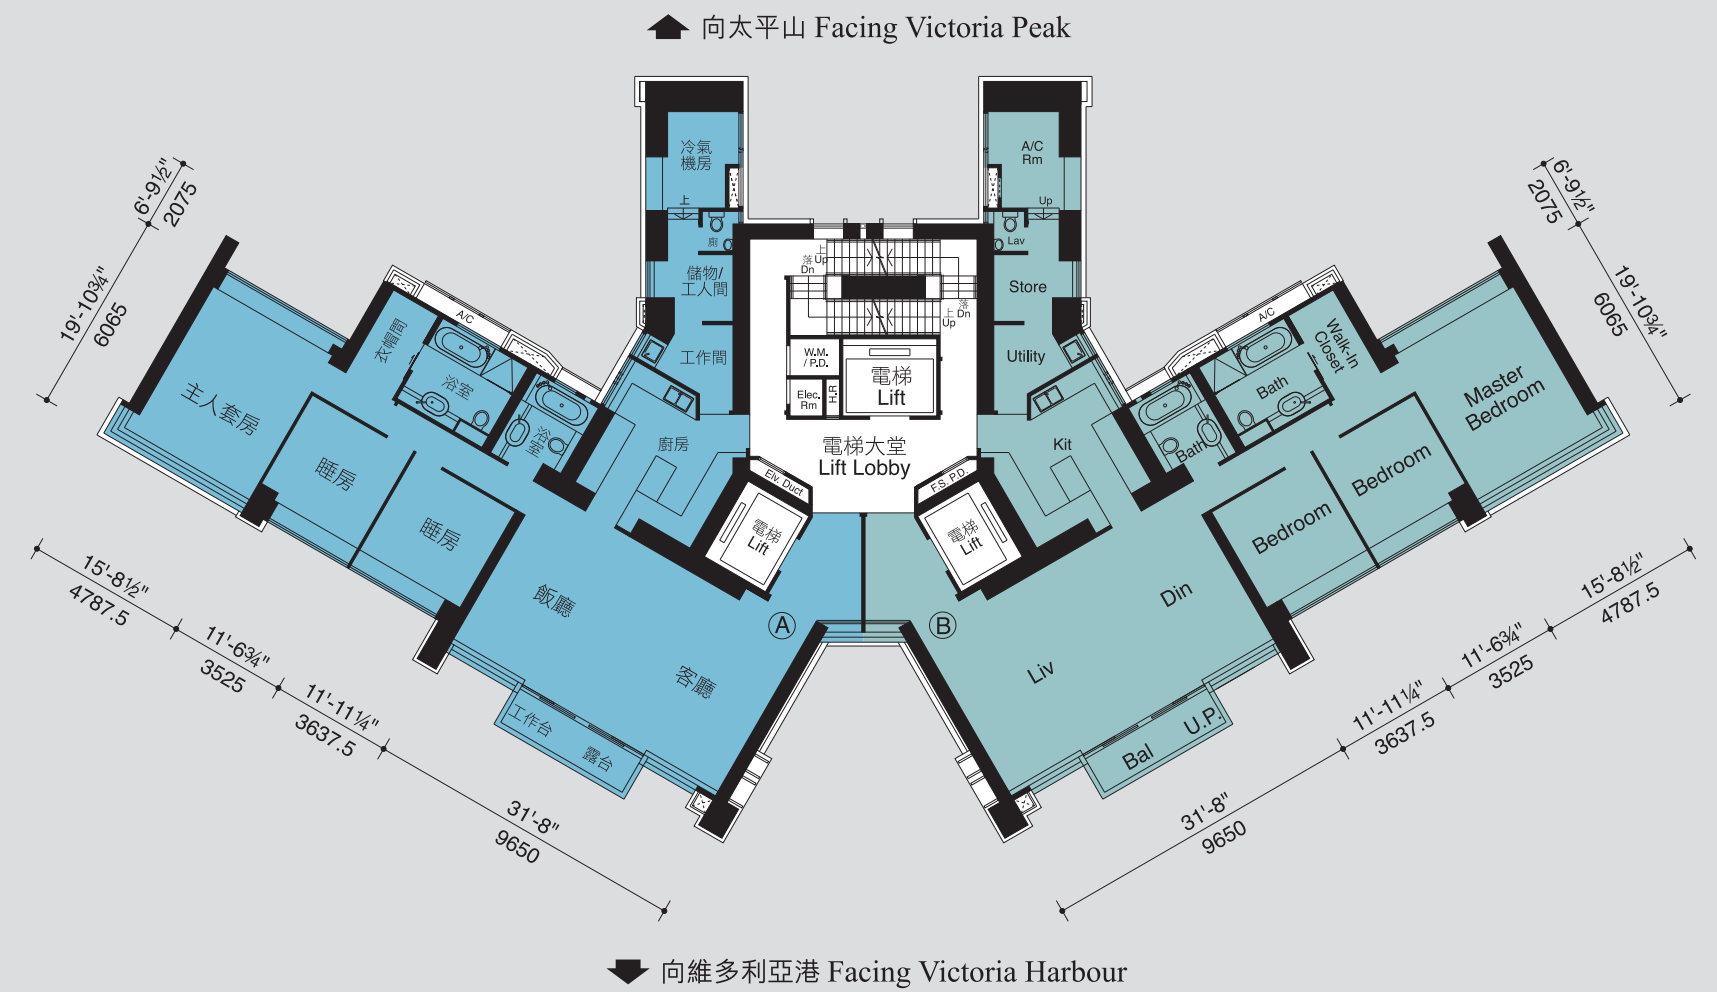 向太平山 Facing Victoria Peak
冷氣
機房
上
廁
儲物/
工人間
工作間
廚房
A/C
Rm
Up
Lav
Store
Utility
Kit
上
Up
落
Dn
落
Dn
上
Up
W.M.
/ P.D.
Elec.
Rm
H.R
電梯
Lift
電梯大堂
Lift Lobby
Elv. Duct
F.S. P.D.
電梯
Lift
電梯
Lift
6'-9½"
2075
19'-10¾"
6065
A/C
衣帽間
浴室
浴室
主人套房
睡房
睡房
飯廳
客廳
工作台
露台
A
15'-8½"
4787.5
11'-6¾"
3525
11'-11¼"
3637.5
31'-8"
9650
6'-9½"
2075
19'-10¾"
6065
A/C
Walk-In
Closet
Bath
Bath
Master
Bedroom
Bedroom
Bedroom
Din
Liv
Bal
U.P.
B
15'-8½"
4787.5
11'-6¾"
3525
11'-11¼"
3637.5
31'-8"
9650
向維多利亞港 Facing Victoria Harbour